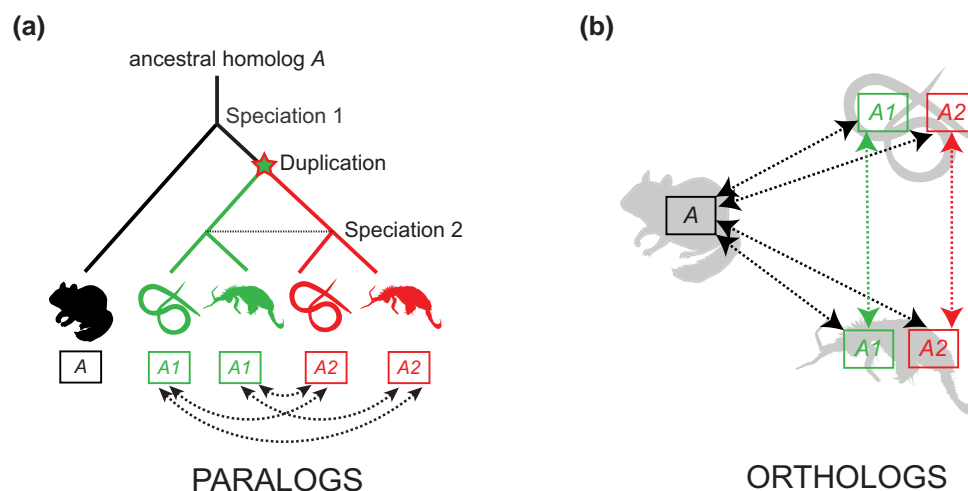 (a)
ancestral homolog A
Speciation 1
Duplication
Speciation 2
A
A1
A1
A2
A2
PARALOGS
(b)
A1
A2
A
A1
A2
ORTHOLOGS